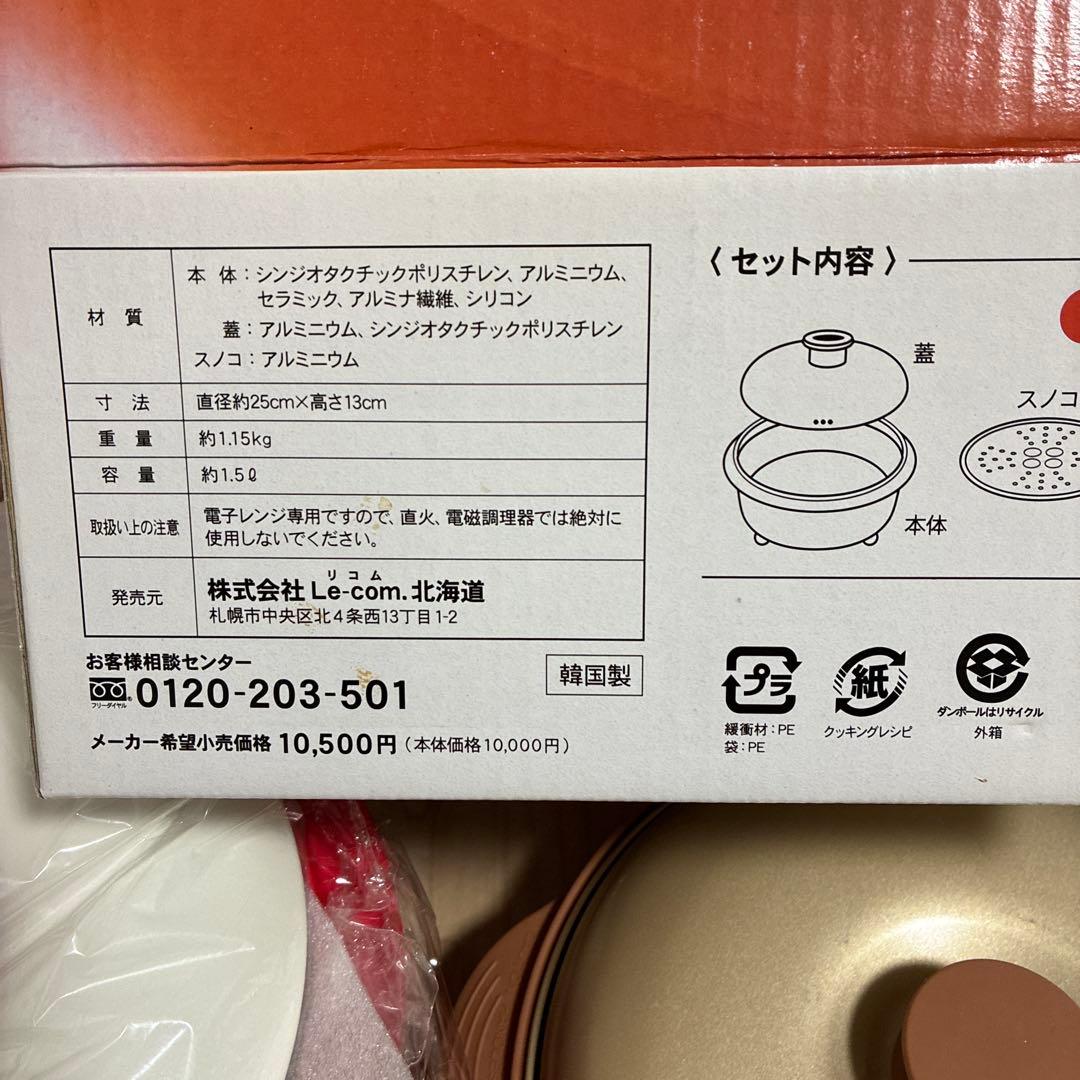 材質
本体：シンジオタクチックポリスチレン、アルミニウム、
セラミック、アルミナ繊維、シリコン
蓋：アルミニウム、シンジオタクチックポリスチレン
スノコ：アルミニウム
寸法
直径約25cm×高さ13cm
重量
約1.15kg
容量
約1.5ℓ
取扱い上の注意
電子レンジ専用ですので、直火、電磁調理器では絶対に
使用しないでください。
発売元
リコム
株式会社 Le-com.北海道
札幌市中央区北4条西13丁目1-2
お客様相談センター
フリーダイヤル
0120-203-501
韓国製
メーカー希望小売価格 10,500円（本体価格10,000円）
〈 セット内容 〉
蓋
スノコ
本体
プラ
緩衝材：PE
袋：PE
紙
クッキングレシピ
ダンボールはリサイクル
外箱